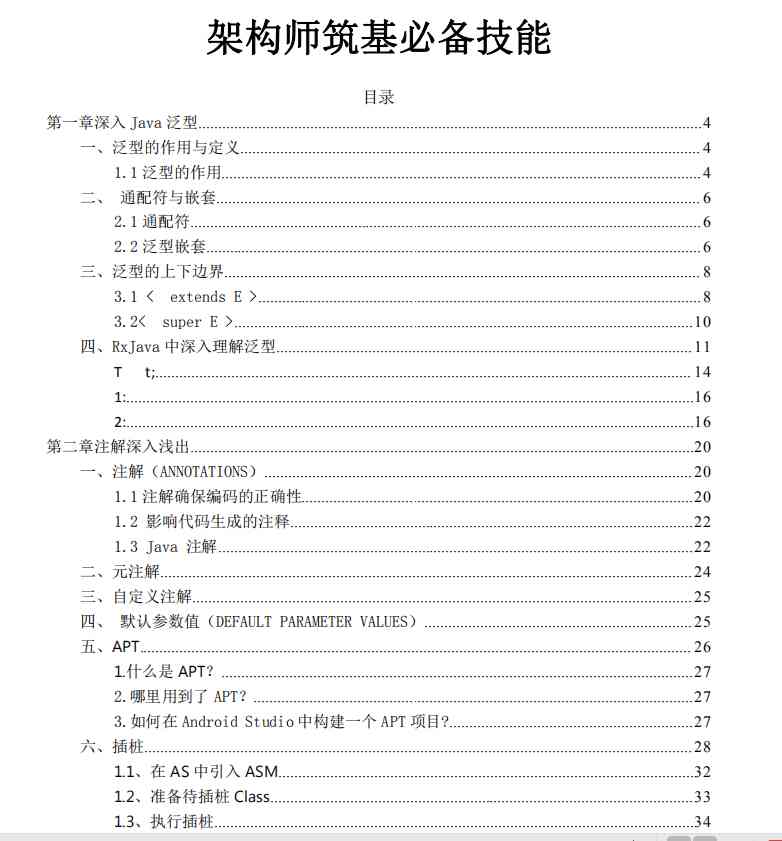 架构师筑基必备技能
目录
第一章深入 Java 泛型........4
一、泛型的作用与定义........4
1.1 泛型的作用........4
二、 通配符与嵌套........6
2.1 通配符........6
2.2 泛型嵌套........6
三、泛型的上下边界........8
3.1 < extends E >........8
3.2< super E >........10
四、RxJava 中深入理解泛型........11
T t;........14
1:........16
2:........16
第二章注解深入浅出........20
一、注解（ANNOTATIONS）........20
1.1 注解确保编码的正确性........20
1.2 影响代码生成的注释........22
1.3 Java 注解........22
二、元注解........24
三、自定义注解........25
四、 默认参数值（DEFAULT PARAMETER VALUES）........25
五、APT........26
1.什么是 APT？........27
2.哪里用到了 APT？........27
3.如何在 Android Studio 中构建一个 APT 项目?........27
六、插桩........28
1.1、在 AS 中引入 ASM........32
1.2、准备待插桩 Class........33
1.3、执行插桩........34